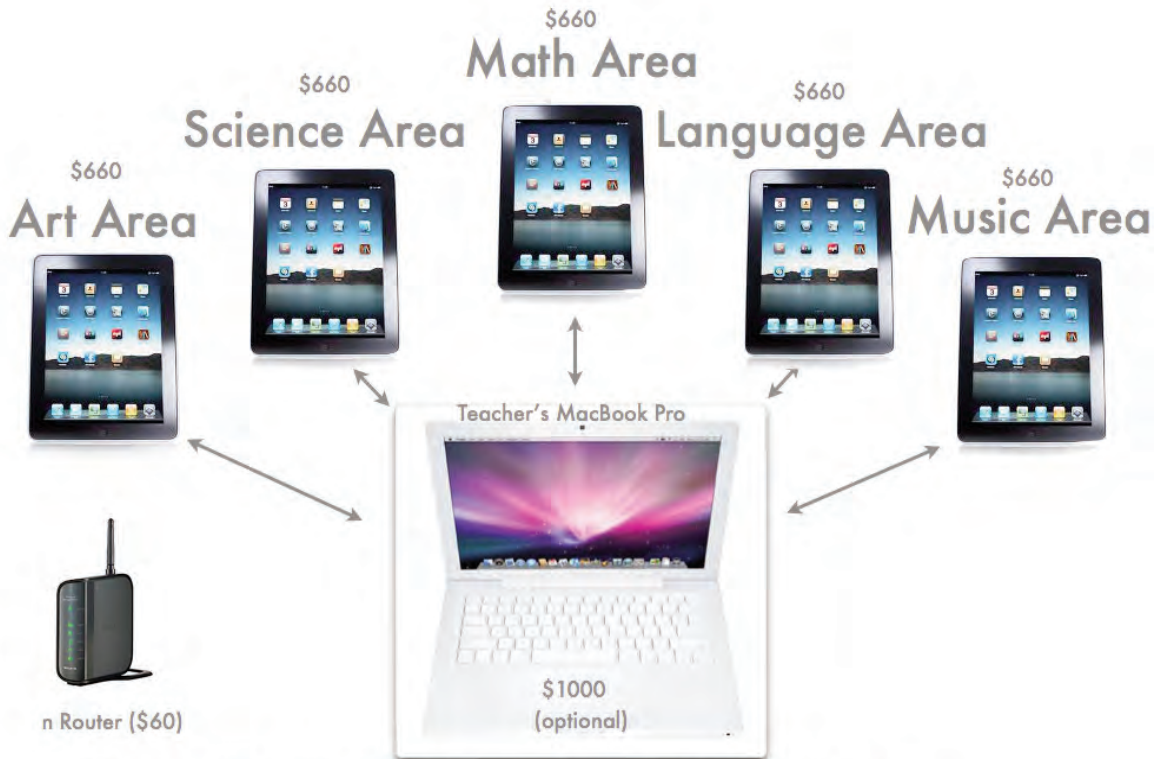 $660
Math Area
$660
Science Area
$660
Language Area
$660
Art Area
$660
Music Area
Teacher's MacBook Pro
$1000
(optional)
n Router ($60)